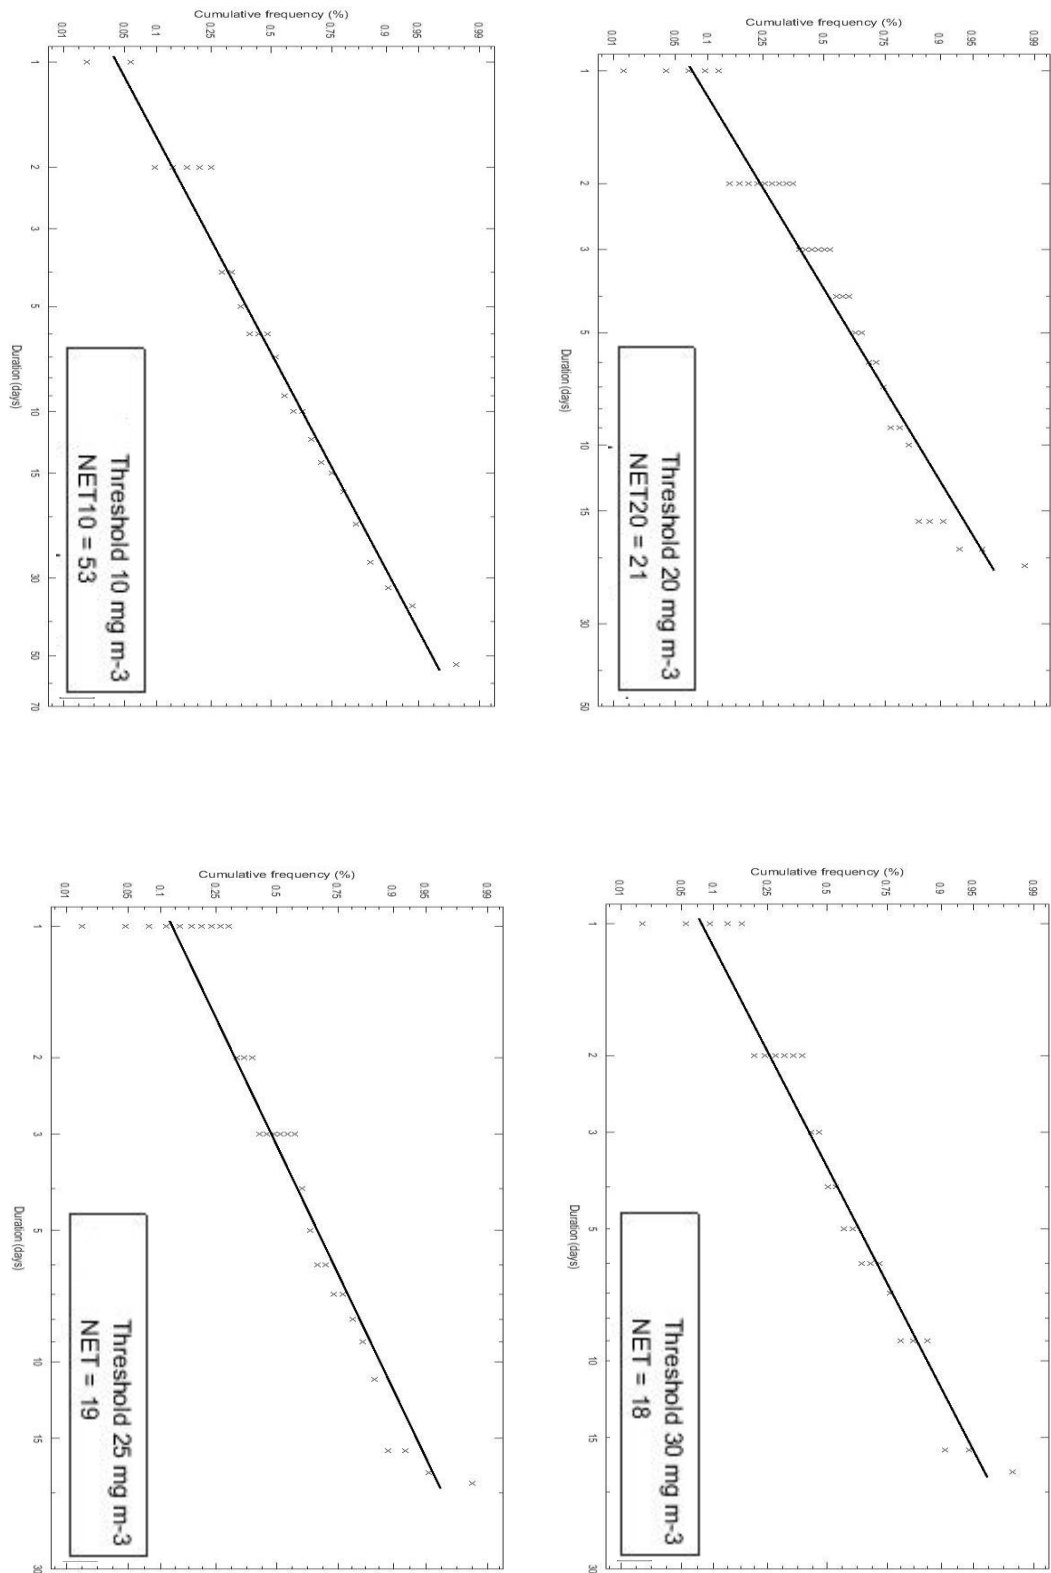 Cumulative frequency (%)
0.99
0.95
0.9
0.75
0.5
0.25
0.1
0.05
0.01
Threshold 20 mg m-3
NET20 = 21
1 2 3 5 10 15 30 50
Duration (days)
Cumulative frequency (%)
0.99
0.95
0.9
0.75
0.5
0.25
0.1
0.05
0.01
Threshold 30 mg m-3
NET = 18
1 2 3 5 10 15 30
Duration (days)
Cumulative frequency (%)
0.99
0.95
0.9
0.75
0.5
0.25
0.1
0.05
0.01
Threshold 10 mg m-3
NET10 = 53
1 2 3 5 10 15 30 50 70
Duration (days)
Cumulative frequency (%)
0.99
0.95
0.9
0.75
0.5
0.25
0.1
0.05
0.01
Threshold 25 mg m-3
NET = 19
1 2 3 5 10 15 30
Duration (days)